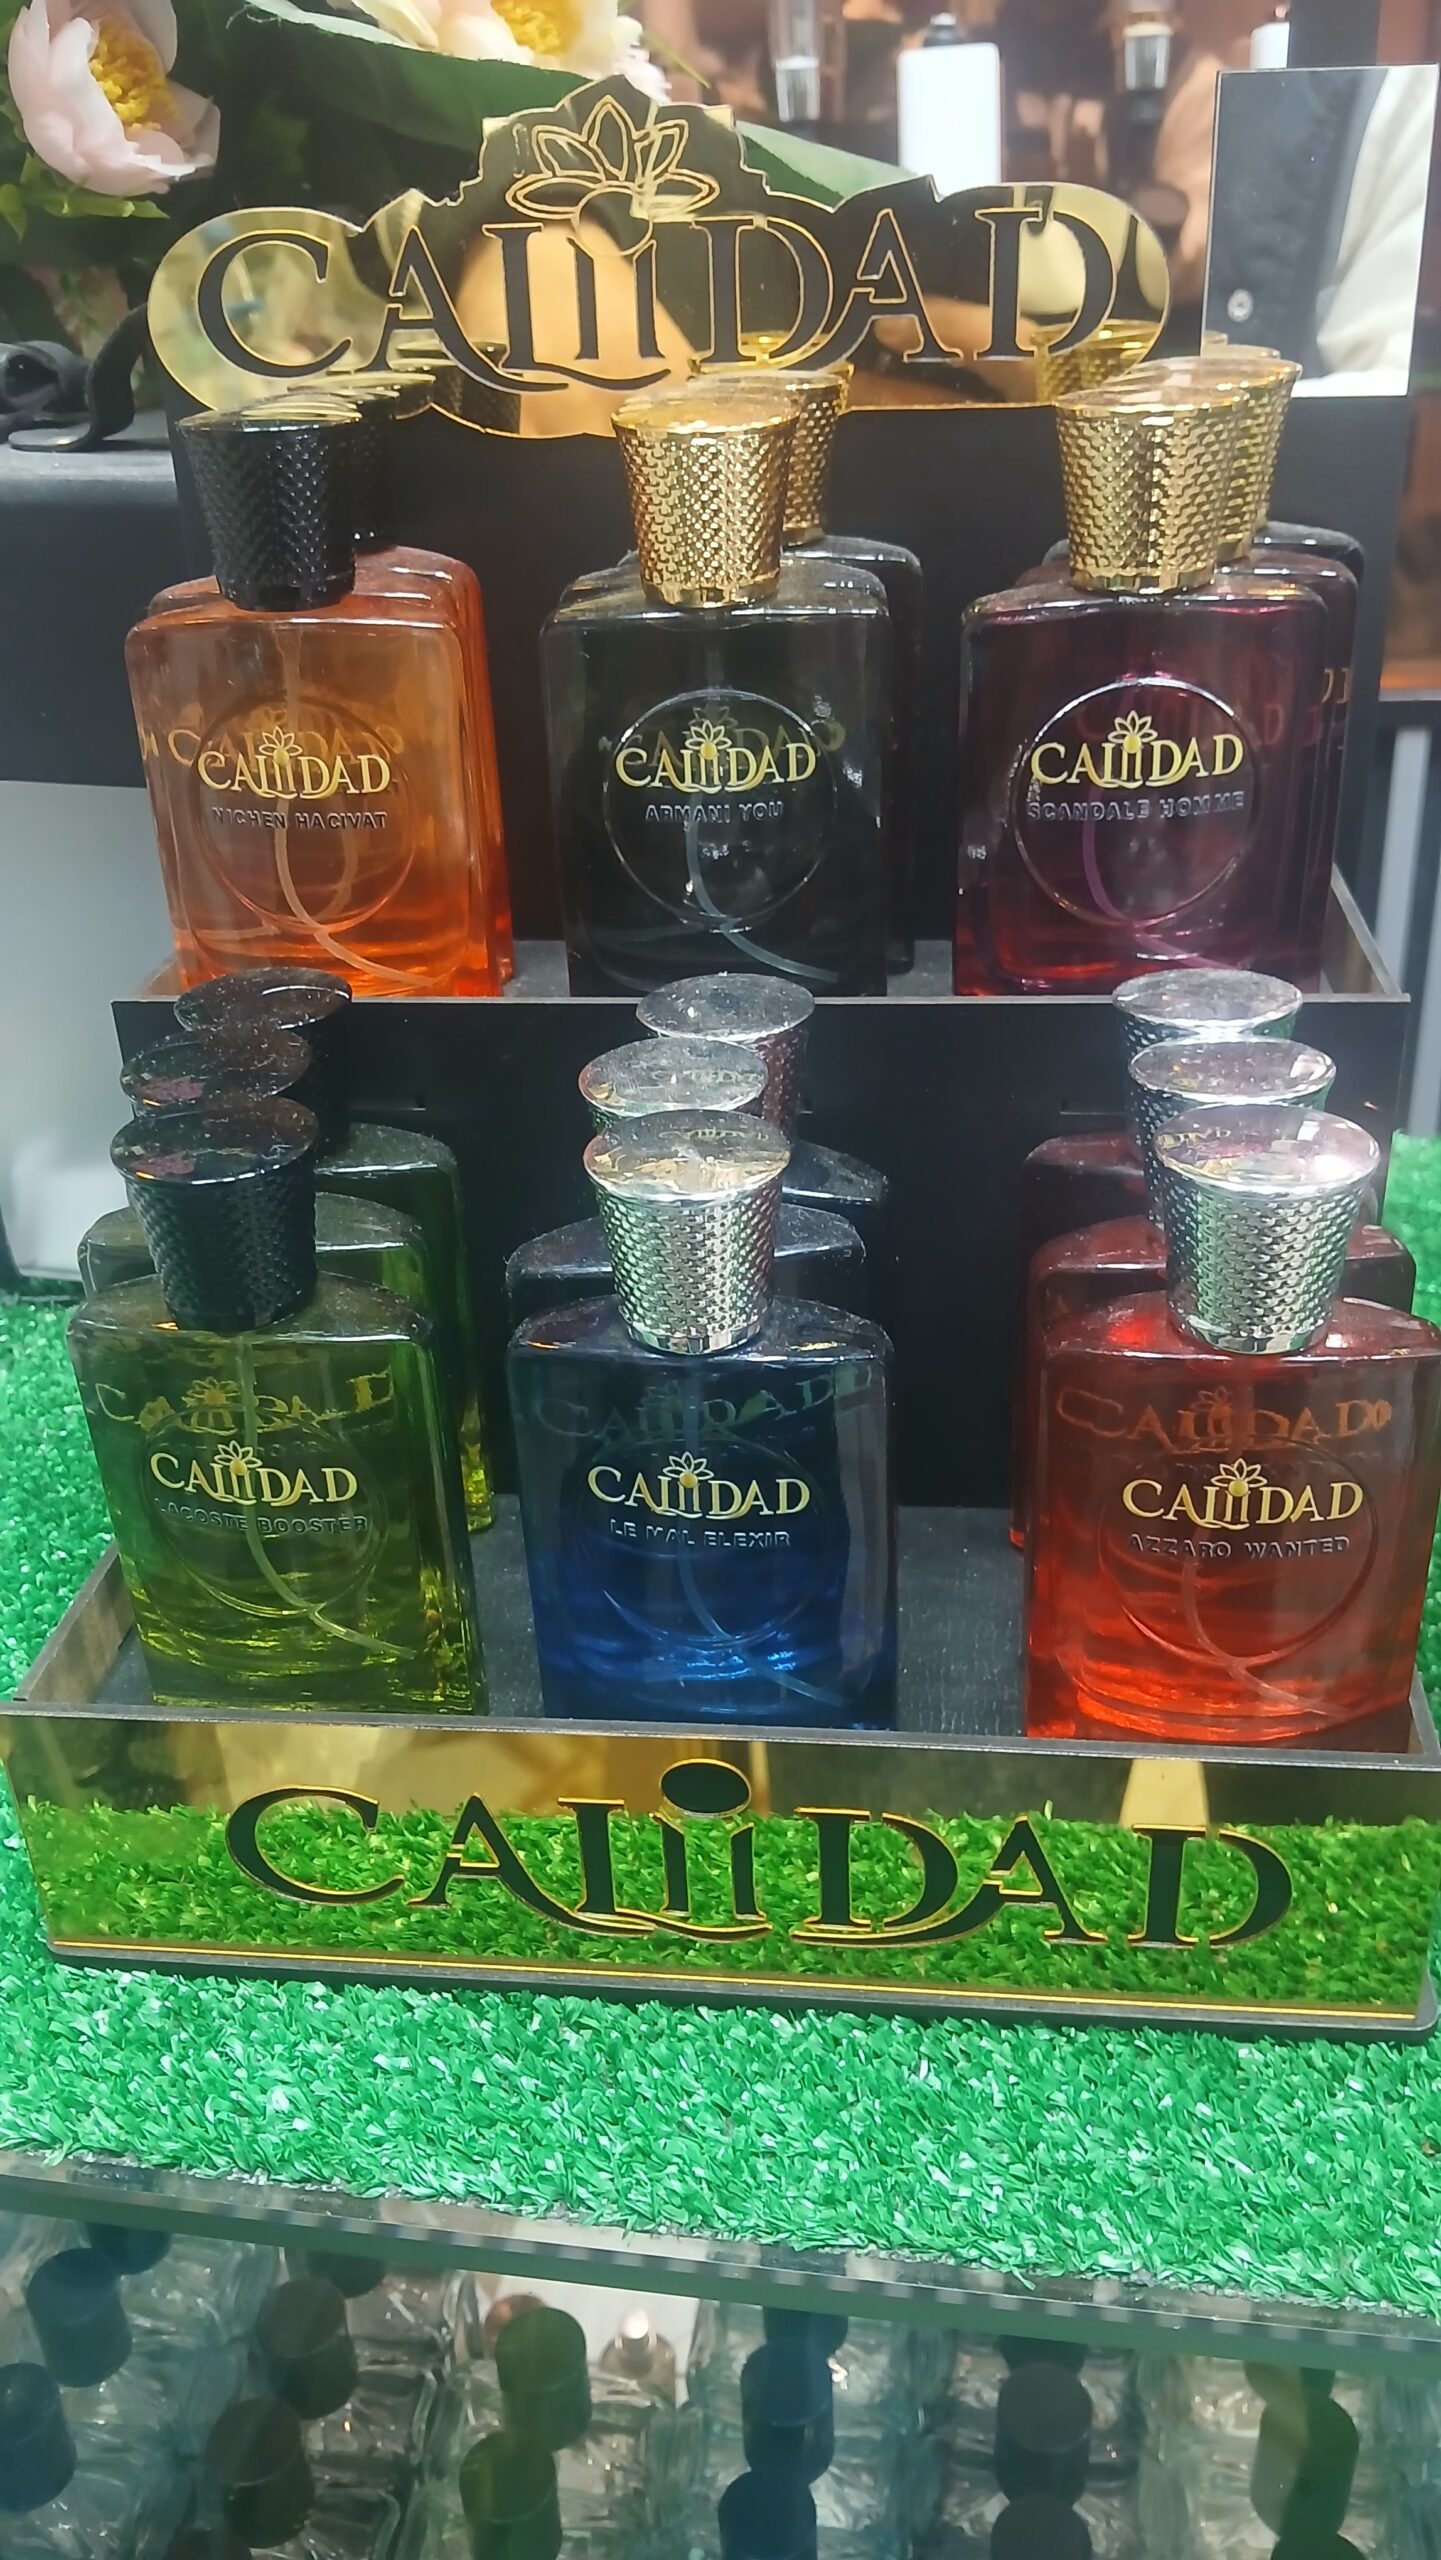 CALIDAD
CALIDAD
NICHEN HACIVAT
CALIDAD
ARMANI YOU
CALIDAD
SCANDALE HOMME
CALIDAD
LACOSTE BOOSTER
CALIDAD
LE MAL ELEXIR
CALIDAD
AZZARO WANTED
CALIDAD